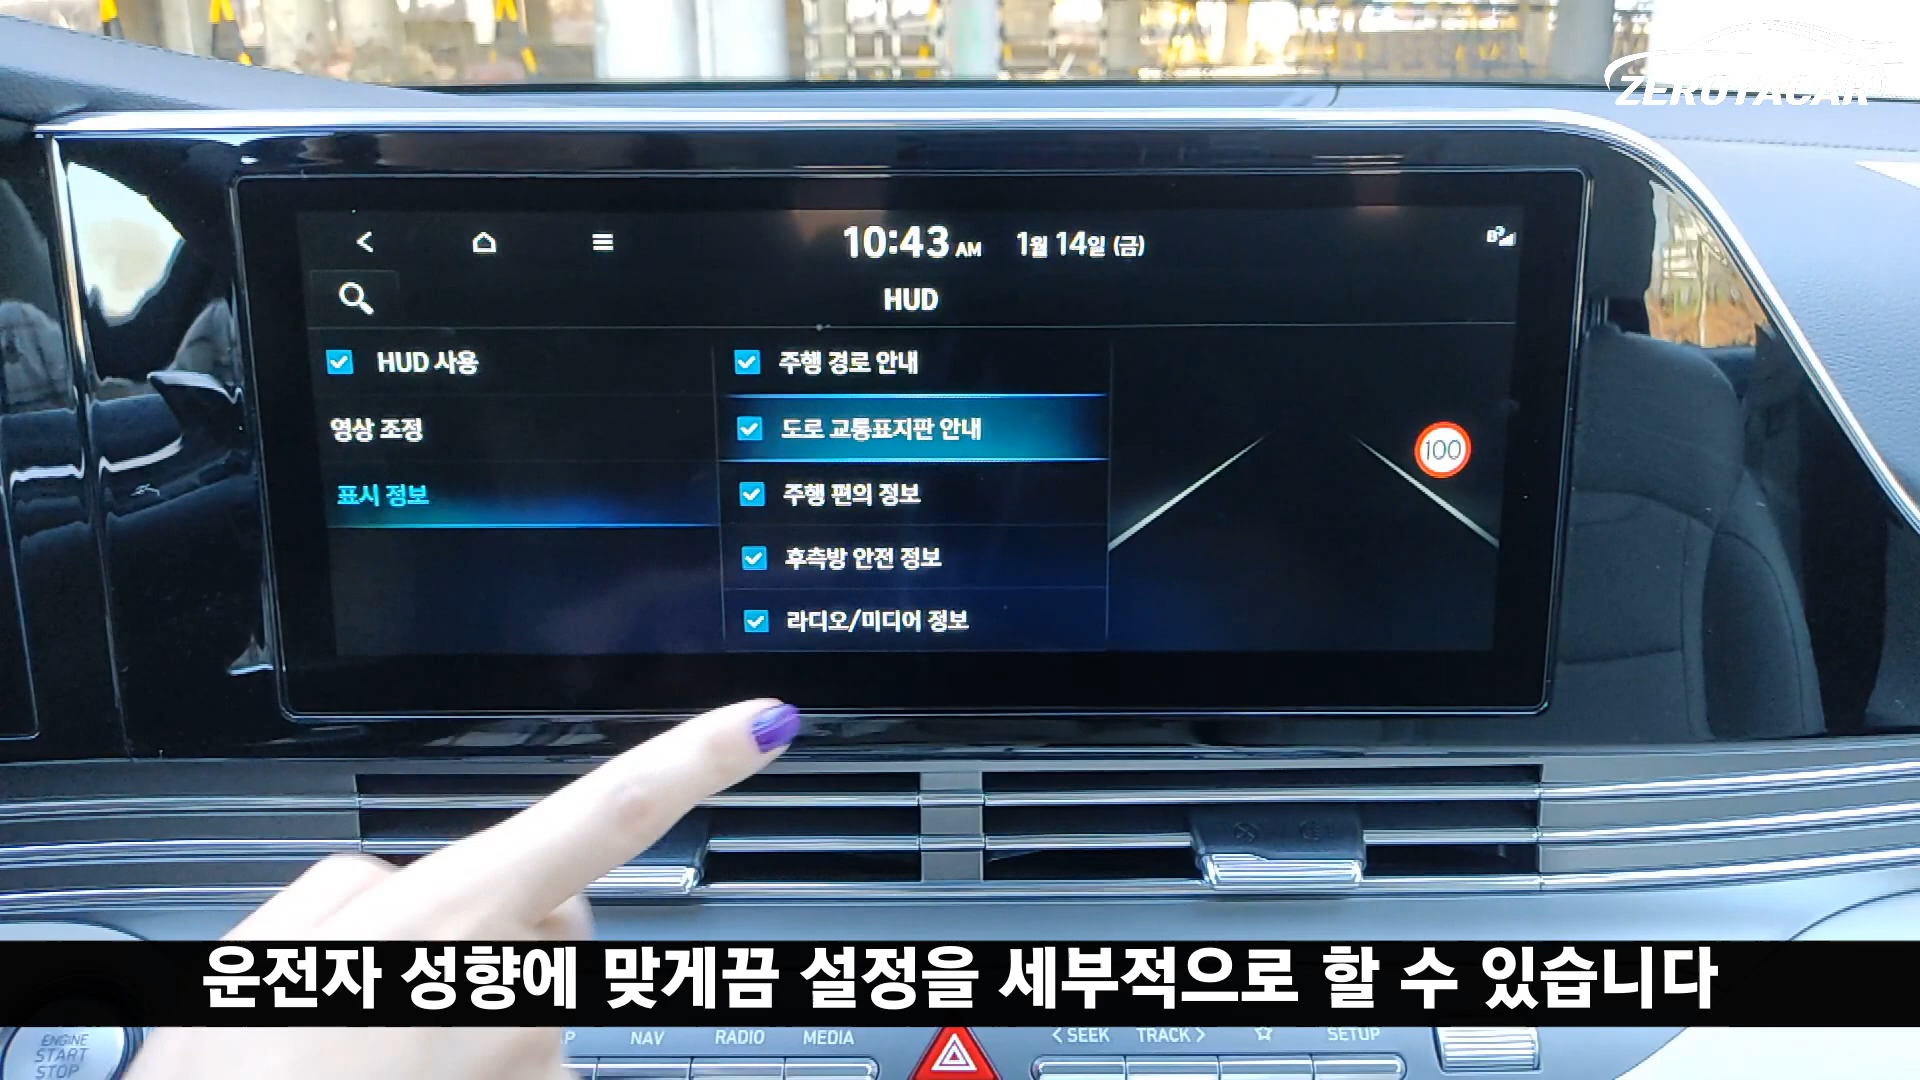 ZEROTACAR
10:43 AM 1월 14일 (금)
HUD
HUD 사용
영상 조정
표시 정보
주행 경로 안내
도로 교통표지판 안내
주행 편의 정보
후측방 안전 정보
라디오/미디어 정보
100
운전자 성향에 맞게끔 설정을 세부적으로 할 수 있습니다
ENGINE
START
STOP
NAV
RADIO
MEDIA
< SEEK
TRACK >
SETUP